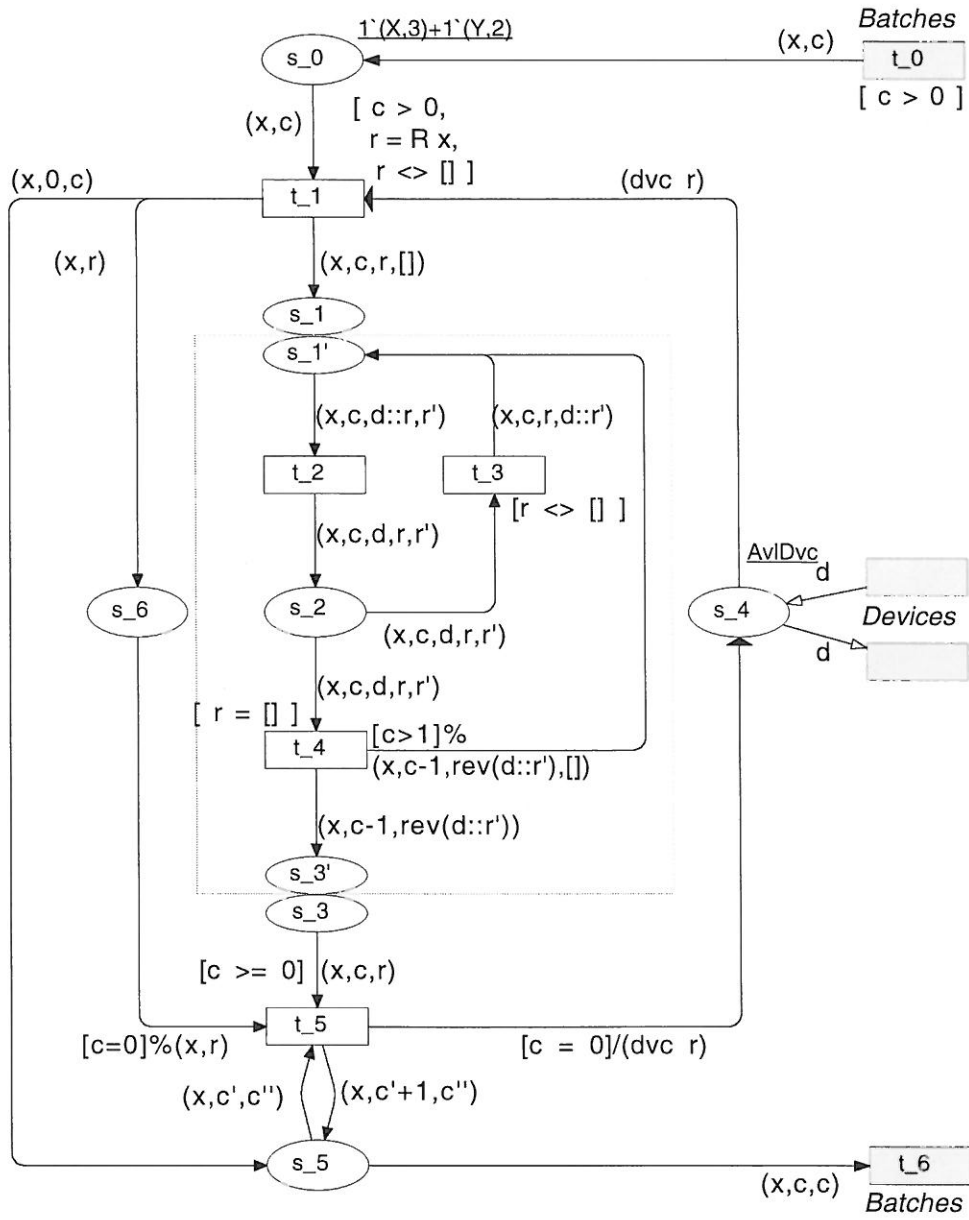 Batches
1`(X,3)+1`(Y,2)
(x,c)
s_0
t_0
[ c > 0 ]
[ c > 0,
r = R x,
r <> [] ]
(x,c)
(x,0,c)
(dvc r)
t_1
(x,r)
(x,c,r,[])
s_1
s_1'
(x,c,d::r,r')
(x,c,r,d::r')
t_2
t_3
[r <> [] ]
(x,c,d,r,r')
AvlDvc
d
s_6
s_2
s_4
Devices
(x,c,d,r,r')
d
(x,c,d,r,r')
[ r = [] ]
t_4
[c>1]%
(x,c-1,rev(d::r'),[])
(x,c-1,rev(d::r'))
s_3'
s_3
[c >= 0]
(x,c,r)
t_5
[c=0]%(x,r)
[c = 0]/(dvc r)
(x,c',c'')
(x,c'+1,c'')
s_5
t_6
(x,c,c)
Batches